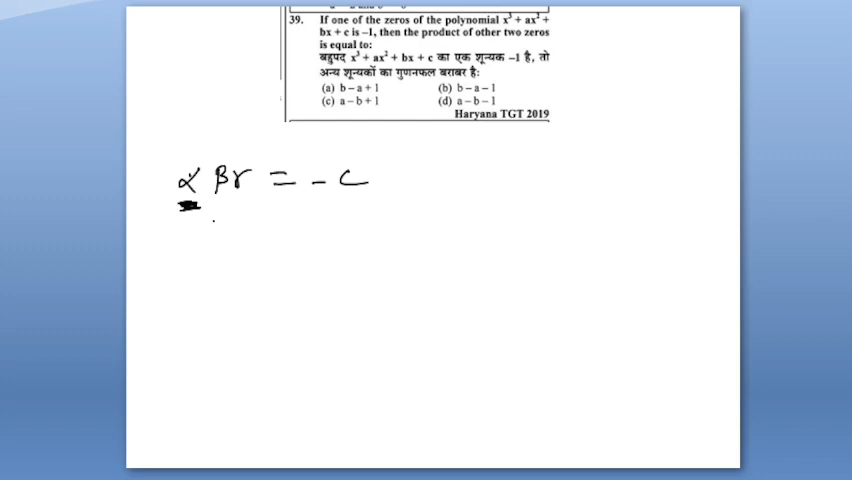 39. If one of the zeros of the polynomial x³ + ax² +
bx + c is –1, then the product of other two zeros
is equal to:
बहुपद x³ + ax² + bx + c का एक शून्यक –1 है, तो
अन्य शून्यकों का गुणनफल बराबर है:
(a) b – a + 1 (b) b – a – 1
(c) a – b + 1 (d) a – b – 1
Haryana TGT 2019
α βγ = – c